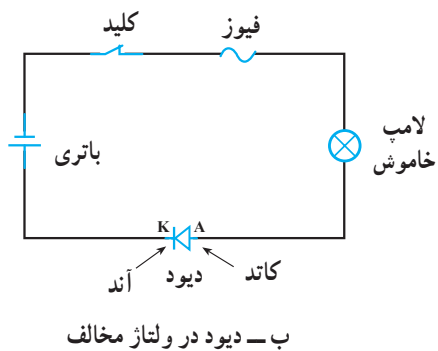 کلید
فیوز
باتری
لامپ
خاموش
K
A
آند
دیود
کاتد
ب ــ دیود در ولتاژ مخالف